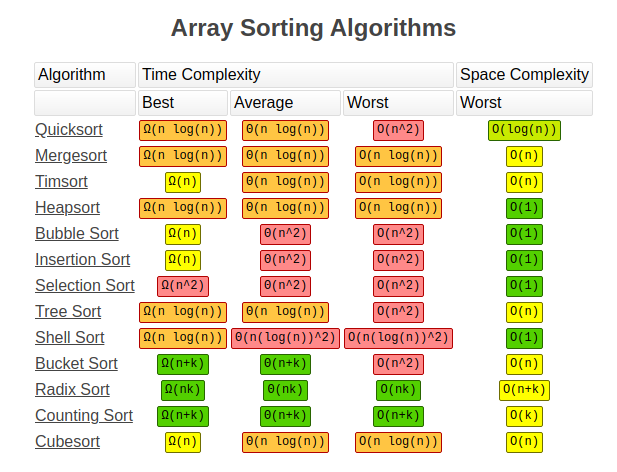 Array Sorting Algorithms
Algorithm Time Complexity Space Complexity
Best Average Worst Worst
Quicksort Ω(n log(n)) Θ(n log(n)) O(n^2) O(log(n))
Mergesort Ω(n log(n)) Θ(n log(n)) O(n log(n)) O(n)
Timsort Ω(n) Θ(n log(n)) O(n log(n)) O(n)
Heapsort Ω(n log(n)) Θ(n log(n)) O(n log(n)) O(1)
Bubble Sort Ω(n) Θ(n^2) O(n^2) O(1)
Insertion Sort Ω(n) Θ(n^2) O(n^2) O(1)
Selection Sort Ω(n^2) Θ(n^2) O(n^2) O(1)
Tree Sort Ω(n log(n)) Θ(n log(n)) O(n^2) O(n)
Shell Sort Ω(n log(n)) Θ(n(log(n))^2) O(n(log(n))^2) O(1)
Bucket Sort Ω(n+k) Θ(n+k) O(n^2) O(n)
Radix Sort Ω(nk) Θ(nk) O(nk) O(n+k)
Counting Sort Ω(n+k) Θ(n+k) O(n+k) O(k)
Cubesort Ω(n) Θ(n log(n)) O(n log(n)) O(n)